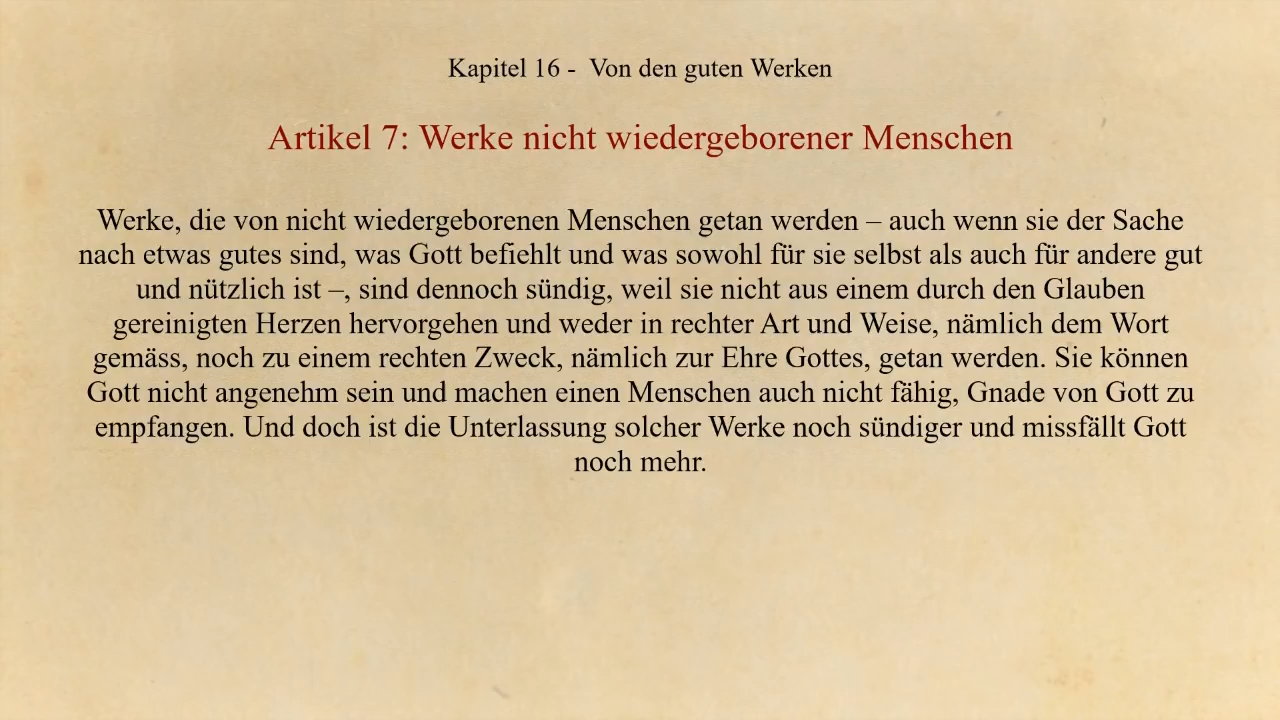 Kapitel 16 -  Von den guten Werken
Artikel 7: Werke nicht wiedergeborener Menschen
Werke, die von nicht wiedergeborenen Menschen getan werden – auch wenn sie der Sache
nach etwas gutes sind, was Gott befiehlt und was sowohl für sie selbst als auch für andere gut
und nützlich ist –, sind dennoch sündig, weil sie nicht aus einem durch den Glauben
gereinigten Herzen hervorgehen und weder in rechter Art und Weise, nämlich dem Wort
gemäss, noch zu einem rechten Zweck, nämlich zur Ehre Gottes, getan werden. Sie können
Gott nicht angenehm sein und machen einen Menschen auch nicht fähig, Gnade von Gott zu
empfangen. Und doch ist die Unterlassung solcher Werke noch sündiger und missfällt Gott
noch mehr.